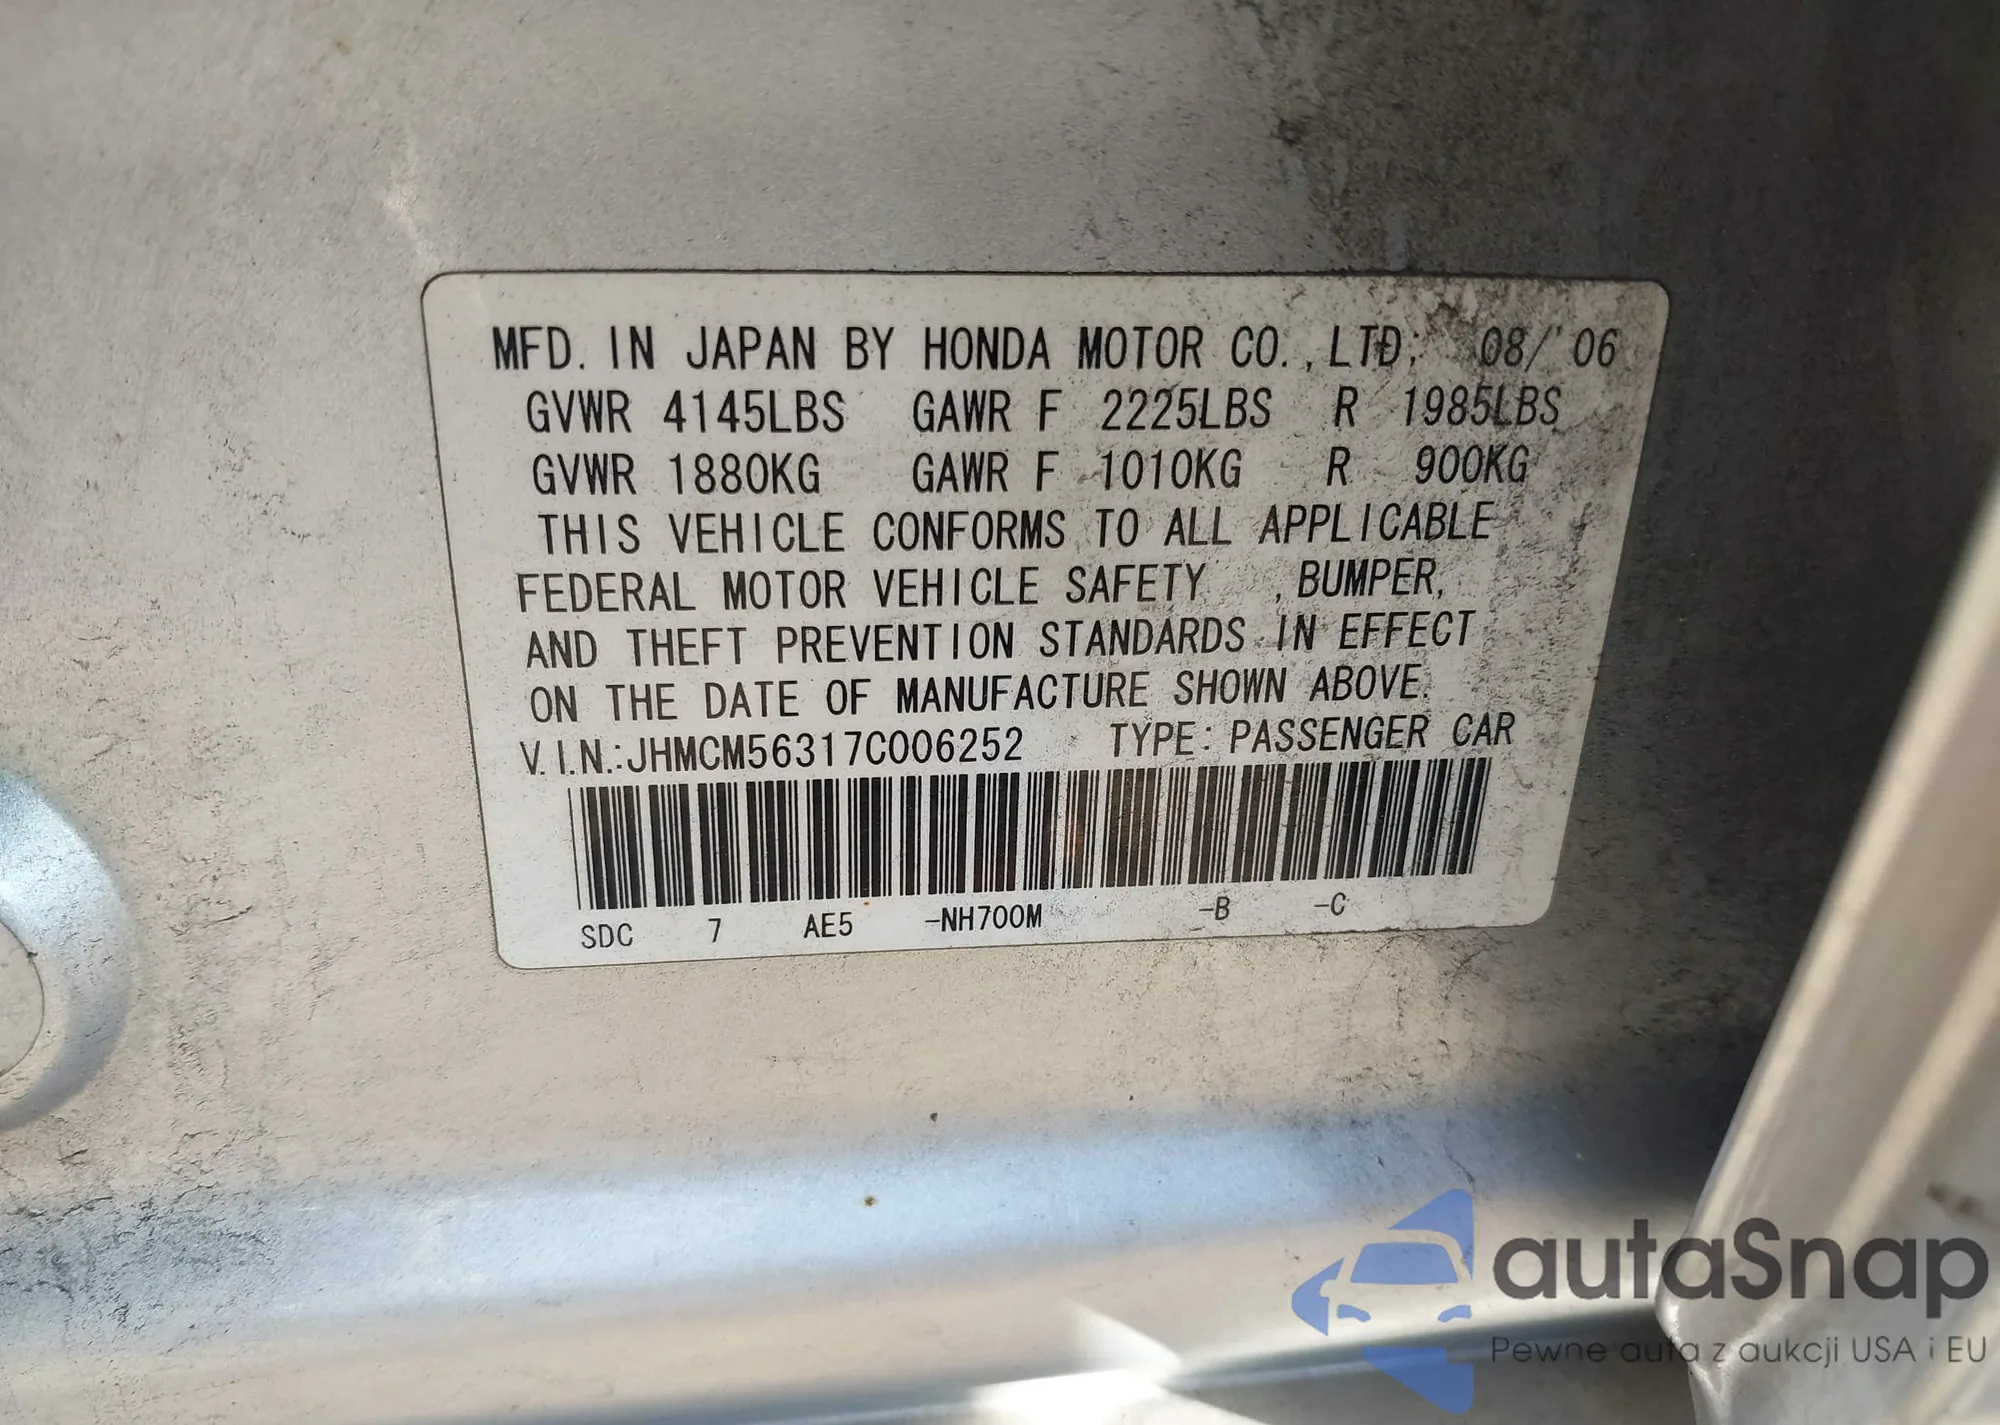 MFD. IN JAPAN BY HONDA MOTOR CO., LTD. 08/'06
GVWR 4145LBS GAWR F 2225LBS R 1985LBS
GVWR 1880KG GAWR F 1010KG R 900KG
THIS VEHICLE CONFORMS TO ALL APPLICABLE
FEDERAL MOTOR VEHICLE SAFETY , BUMPER,
AND THEFT PREVENTION STANDARDS IN EFFECT
ON THE DATE OF MANUFACTURE SHOWN ABOVE.
V.I.N.:JHMCM56317C006252 TYPE: PASSENGER CAR
SDC 7 AE5 -NH700M -B -C
autaSnap
Pewne auta z aukcji USA i EU